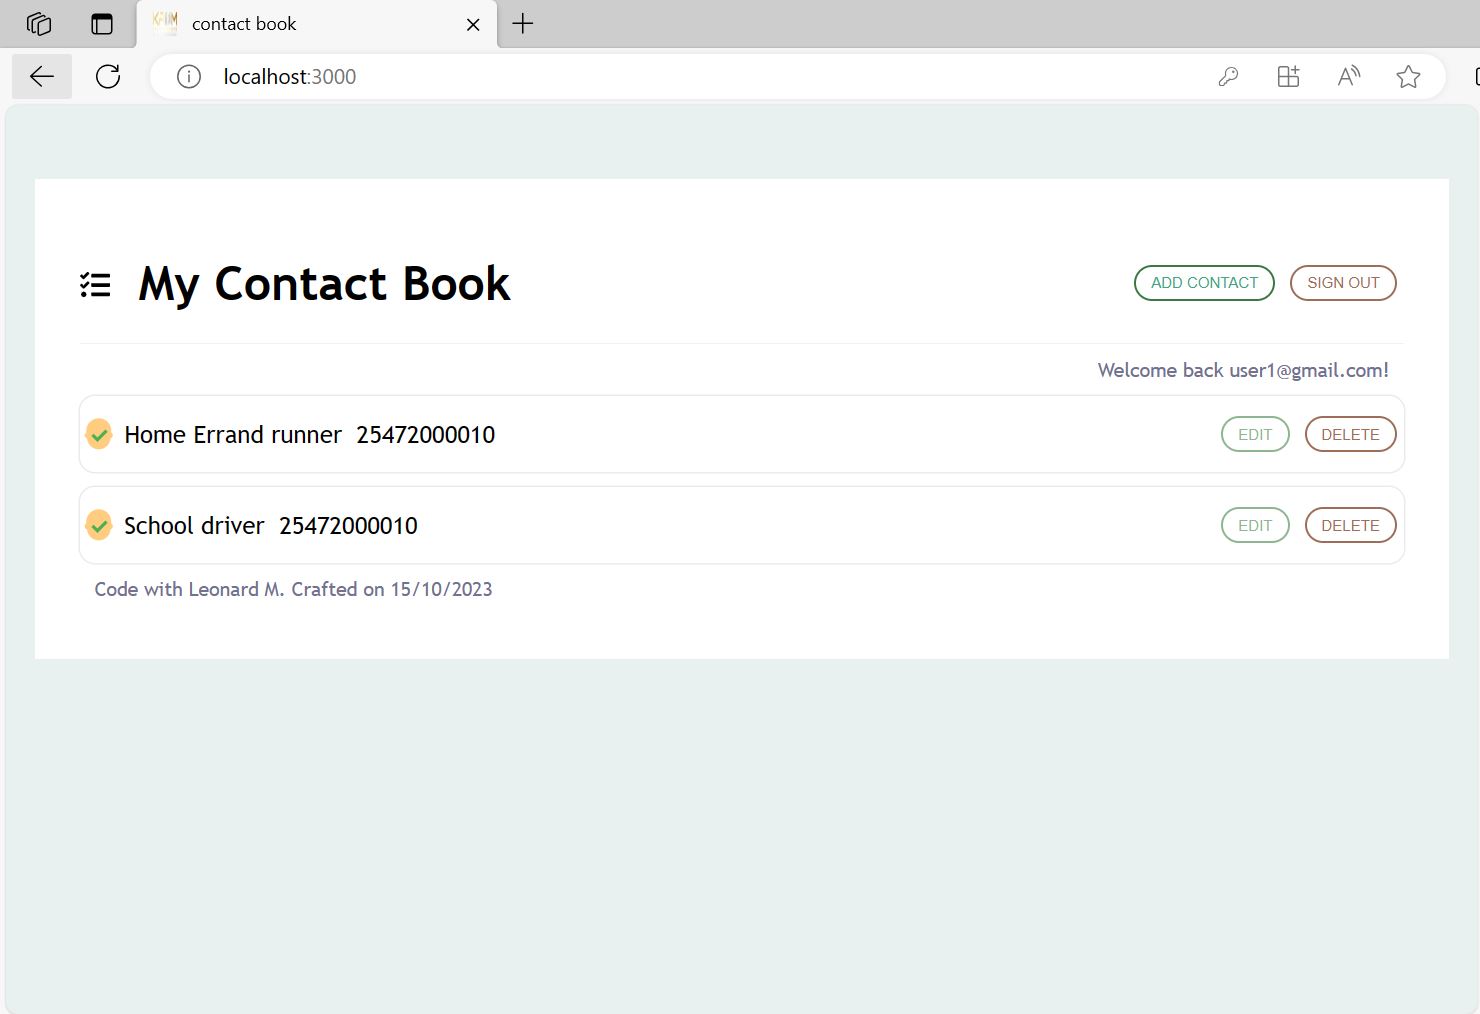 contact book
localhost:3000
My Contact Book
ADD CONTACT
SIGN OUT
Welcome back user1@gmail.com!
Home Errand runner 25472000010
EDIT
DELETE
School driver 25472000010
EDIT
DELETE
Code with Leonard M. Crafted on 15/10/2023